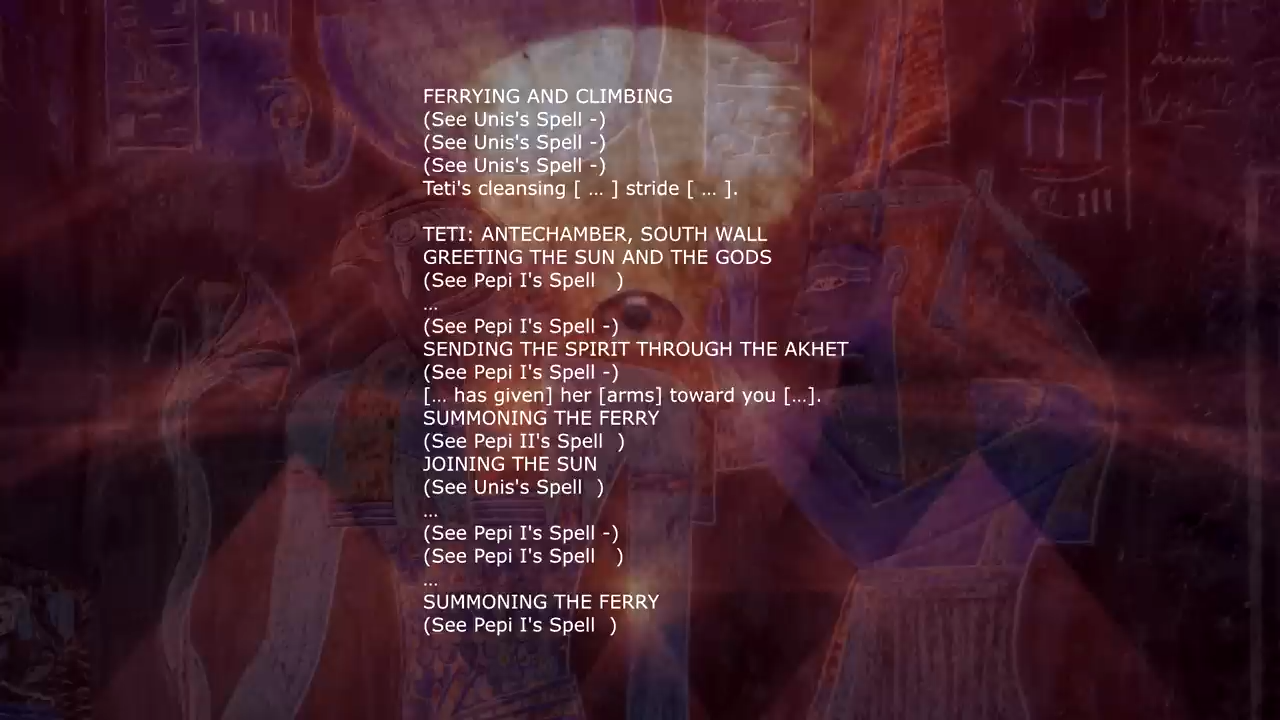 FERRYING AND CLIMBING
(See Unis's Spell -)
(See Unis's Spell -)
(See Unis's Spell -)
Teti's cleansing [ … ] stride [ … ].
TETI: ANTECHAMBER, SOUTH WALL
GREETING THE SUN AND THE GODS
(See Pepi I's Spell   )
…
(See Pepi I's Spell -)
SENDING THE SPIRIT THROUGH THE AKHET
(See Pepi I's Spell -)
[… has given] her [arms] toward you […].
SUMMONING THE FERRY
(See Pepi II's Spell  )
JOINING THE SUN
(See Unis's Spell  )
…
(See Pepi I's Spell -)
(See Pepi I's Spell   )
…
SUMMONING THE FERRY
(See Pepi I's Spell  )